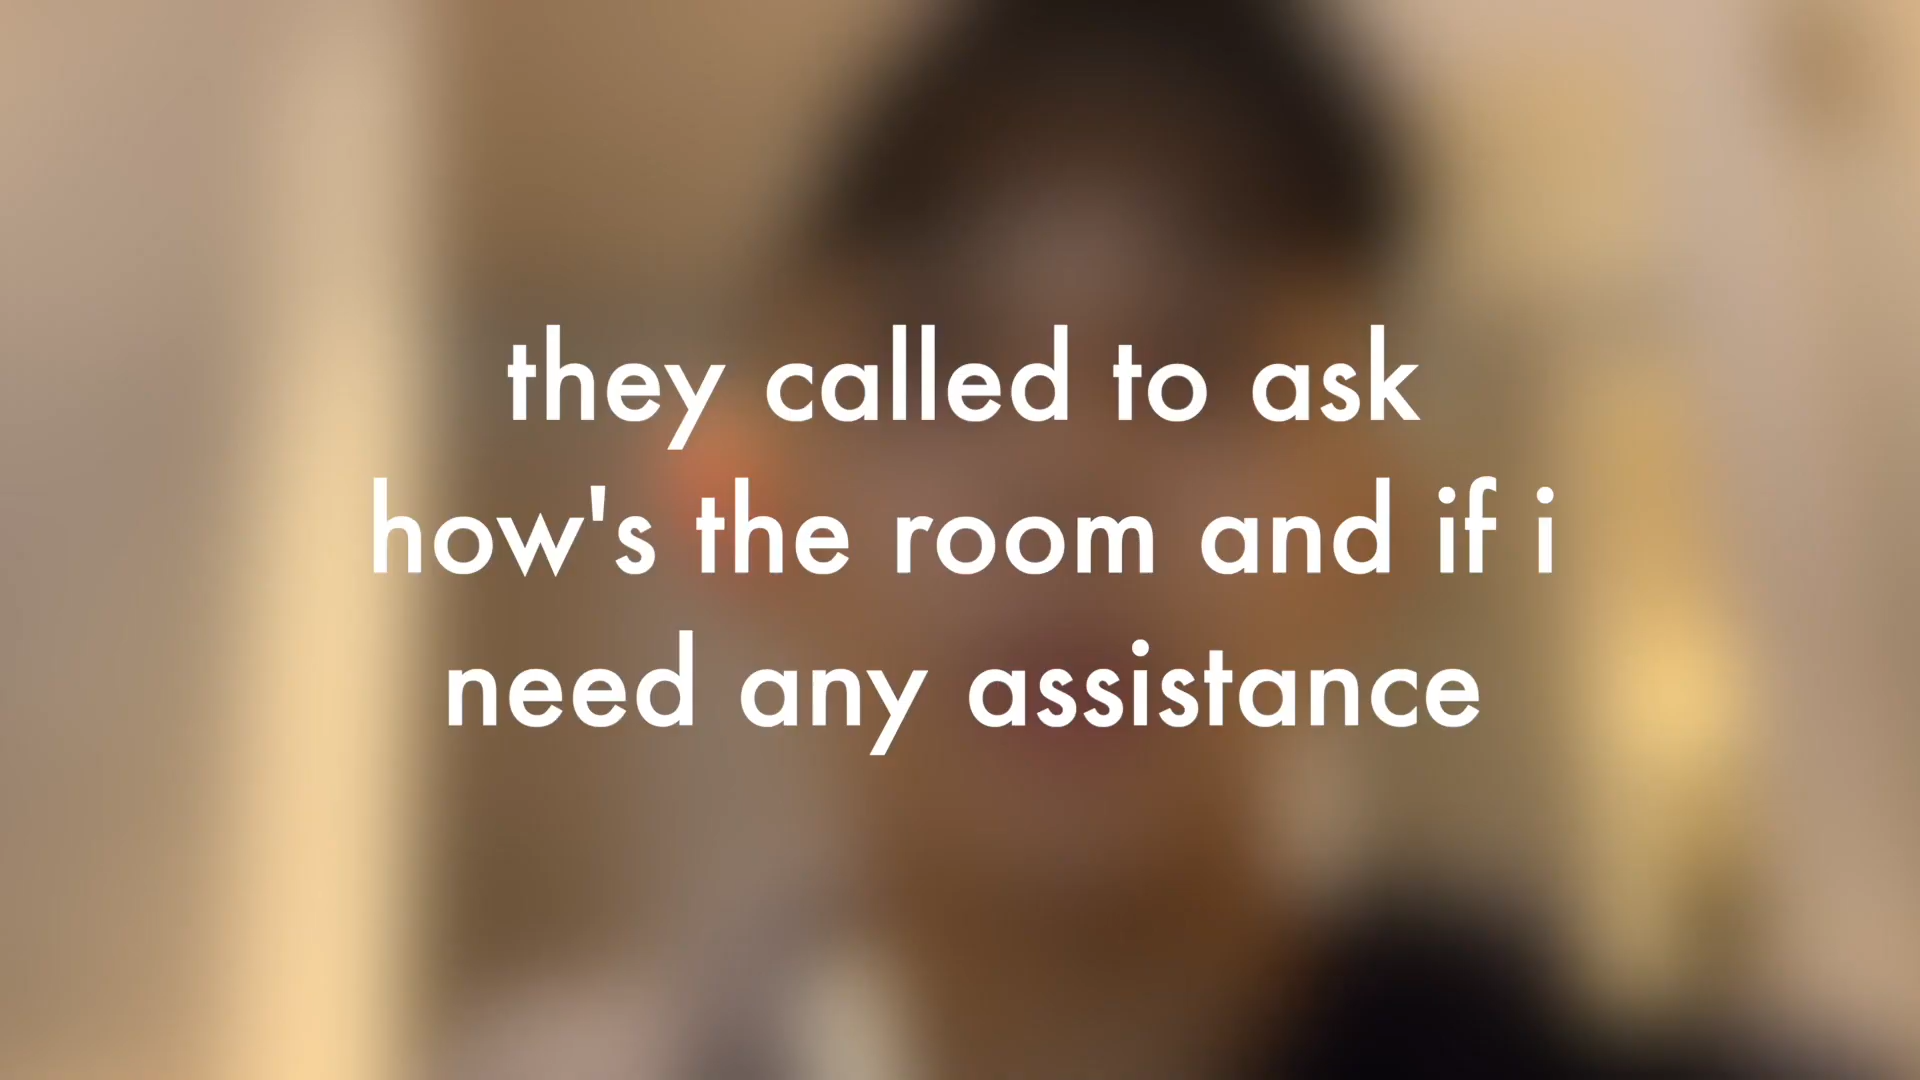 they called to ask
how's the room and if i
need any assistance